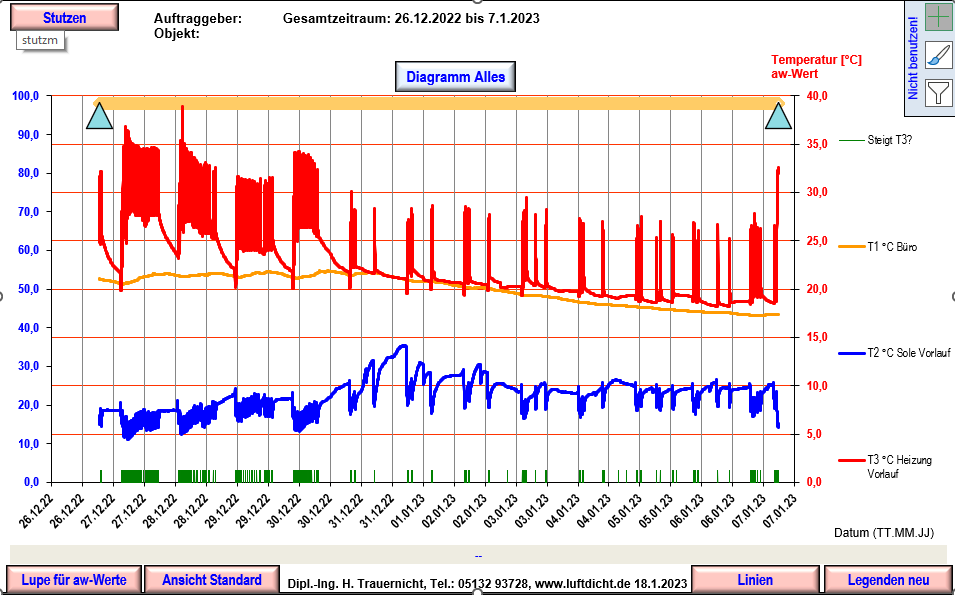 Stutzen
stutzm
Auftraggeber:
Gesamtzeitraum: 26.12.2022 bis 7.1.2023
Objekt:
Nicht benutzen!
Diagramm Alles
Temperatur [°C]
aw-Wert
100,0
90,0
80,0
70,0
60,0
50,0
40,0
30,0
20,0
10,0
0,0
40,0
35,0
30,0
25,0
20,0
15,0
10,0
5,0
0,0
Steigt T3?
T1 °C Büro
T2 °C Sole Vorlauf
T3 °C Heizung
Vorlauf
26.12.22
26.12.22
27.12.22
27.12.22
28.12.22
28.12.22
29.12.22
29.12.22
30.12.22
30.12.22
31.12.22
31.12.22
01.01.23
01.01.23
02.01.23
02.01.23
03.01.23
03.01.23
04.01.23
04.01.23
05.01.23
05.01.23
06.01.23
06.01.23
07.01.23
07.01.23
Datum (TT.MM.JJ)
--
Lupe für aw-Werte
Ansicht Standard
Dipl.-Ing. H. Trauernicht, Tel.: 05132 93728, www.luftdicht.de 18.1.2023
Linien
Legenden neu